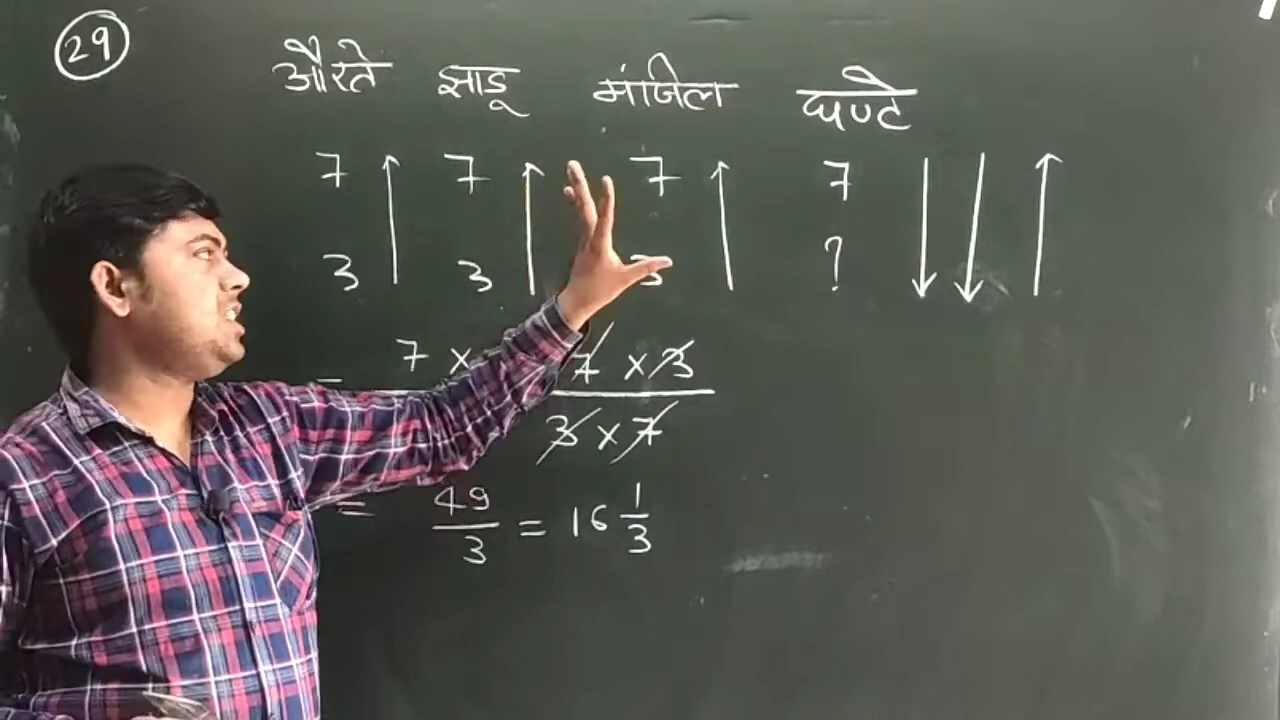 29
औरते झाडू मंजिल घण्टे
7 7 7 7
3 3 3 ?
= 7 × 7 × 3
3 × 7
= 49/3 = 16 1/3